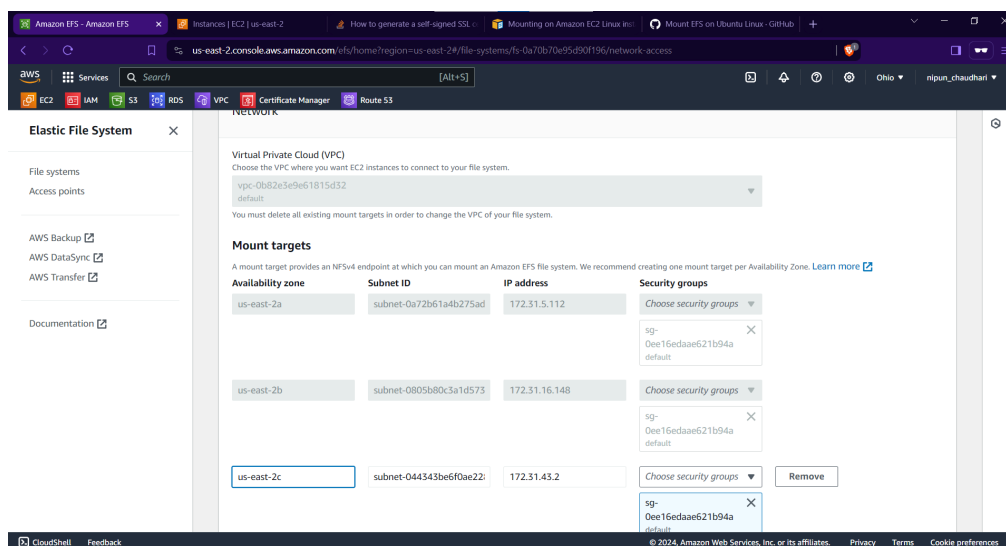 Amazon EFS - Amazon EFS
Instances | EC2 | us-east-2
How to generate a self-signed SSL c
Mounting on Amazon EC2 Linux inst
Mount EFS on Ubuntu Linux · GitHub
us-east-2.console.aws.amazon.com/efs/home?region=us-east-2#/file-systems/fs-0a70b70e95d90f196/network-access
aws Services Search [Alt+S] Ohio nipun_chaudhari
EC2 IAM S3 RDS VPC Certificate Manager Route 53
Elastic File System
File systems
Access points
AWS Backup
AWS DataSync
AWS Transfer
Documentation
Network
Virtual Private Cloud (VPC)
Choose the VPC where you want EC2 instances to connect to your file system.
vpc-0b82e3e9e61815d32
default
You must delete all existing mount targets in order to change the VPC of your file system.
Mount targets
A mount target provides an NFSv4 endpoint at which you can mount an Amazon EFS file system. We recommend creating one mount target per Availability Zone. Learn more
Availability zone Subnet ID IP address Security groups
us-east-2a subnet-0a72b61a4b275ad 172.31.5.112 Choose security groups
sg-
0ee16edaae621b94a
default
us-east-2b subnet-0805b80c3a1d573 172.31.16.148 Choose security groups
sg-
0ee16edaae621b94a
default
us-east-2c subnet-044343be6f0ae228 172.31.43.2 Choose security groups Remove
sg-
0ee16edaae621b94a
default
CloudShell Feedback © 2024, Amazon Web Services, Inc. or its affiliates. Privacy Terms Cookie preferences